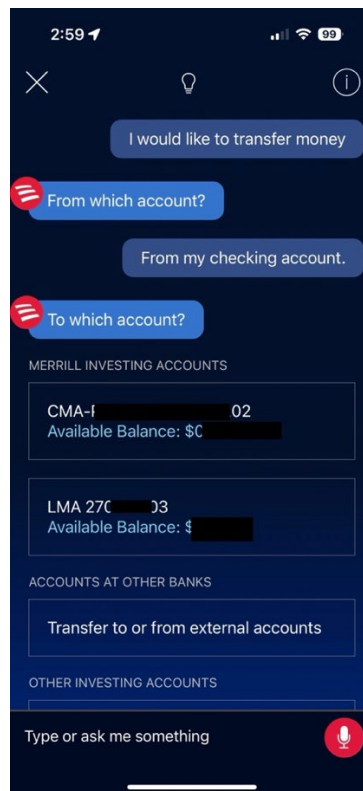 2:59
99
I would like to transfer money
From which account?
From my checking account.
To which account?
MERRILL INVESTING ACCOUNTS
CMA- 02
Available Balance: $
LMA 27 03
Available Balance: $
ACCOUNTS AT OTHER BANKS
Transfer to or from external accounts
OTHER INVESTING ACCOUNTS
Type or ask me something